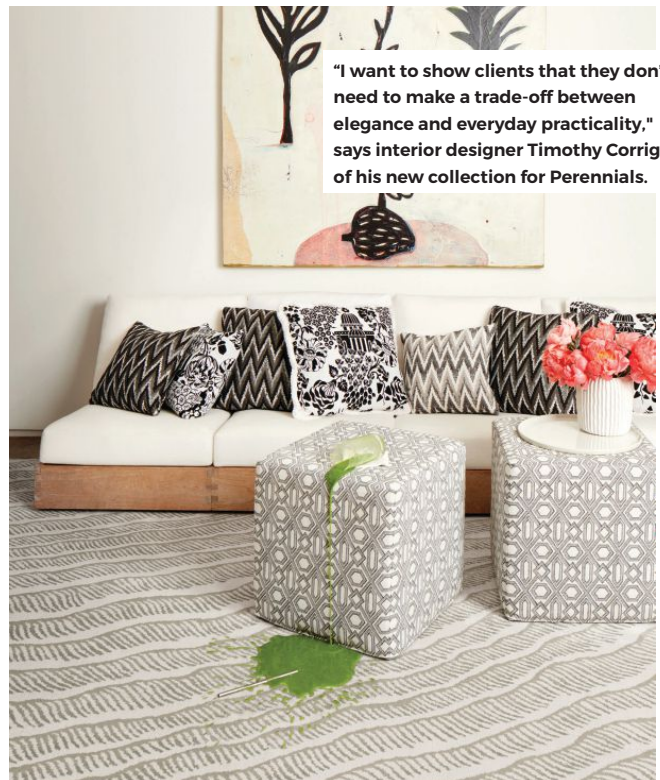 “I want to show clients that they don’
need to make a trade-off between
elegance and everyday practicality,"
says interior designer Timothy Corrig
of his new collection for Perennials.